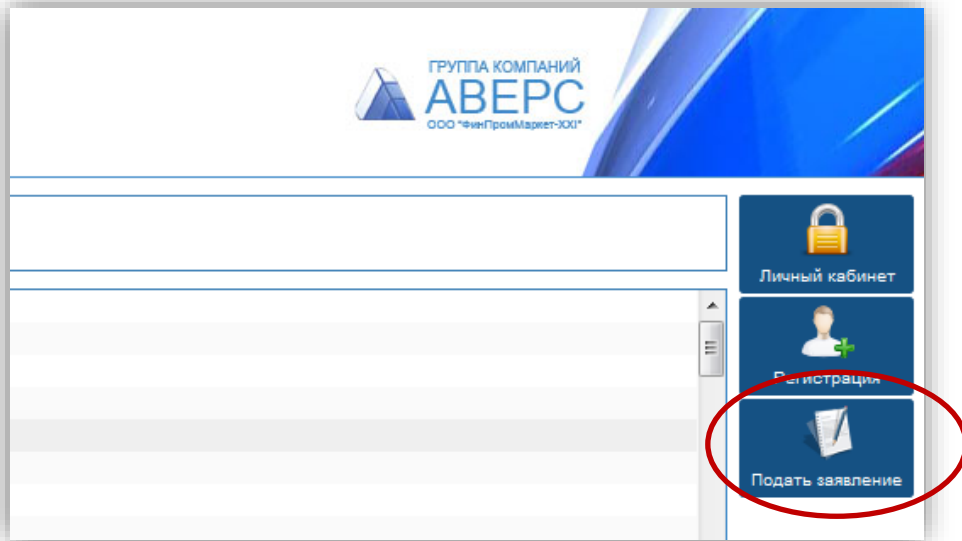 ГРУППА КОМПАНИЙ
АВЕРС
ООО "ФинПромМаркет-XXI"
Личный кабинет
Регистрация
Подать заявление